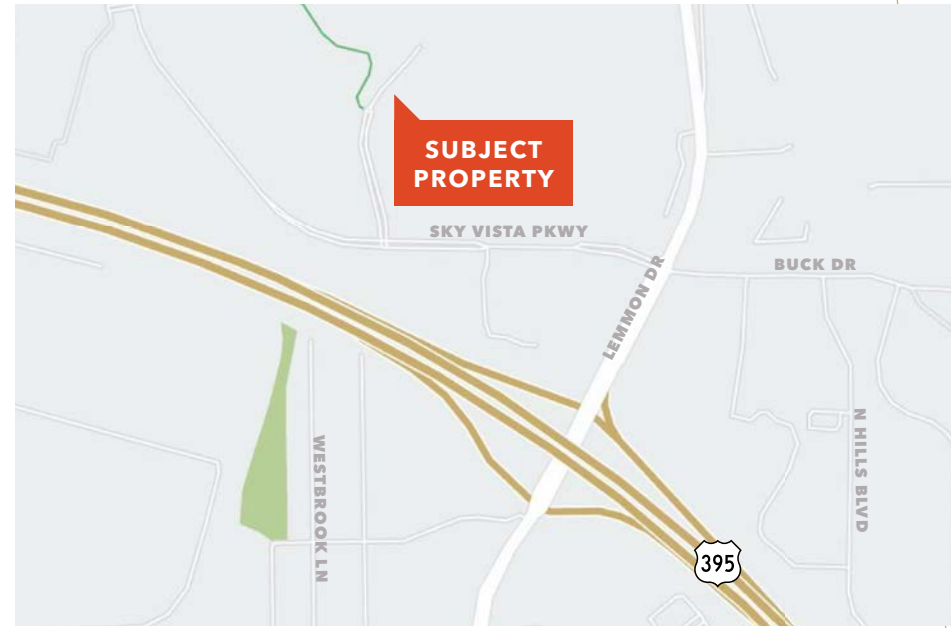 SUBJECT
PROPERTY
SKY VISTA PKWY
BUCK DR
LEMMON DR
N HILLS BLVD
WESTBROOK LN
395